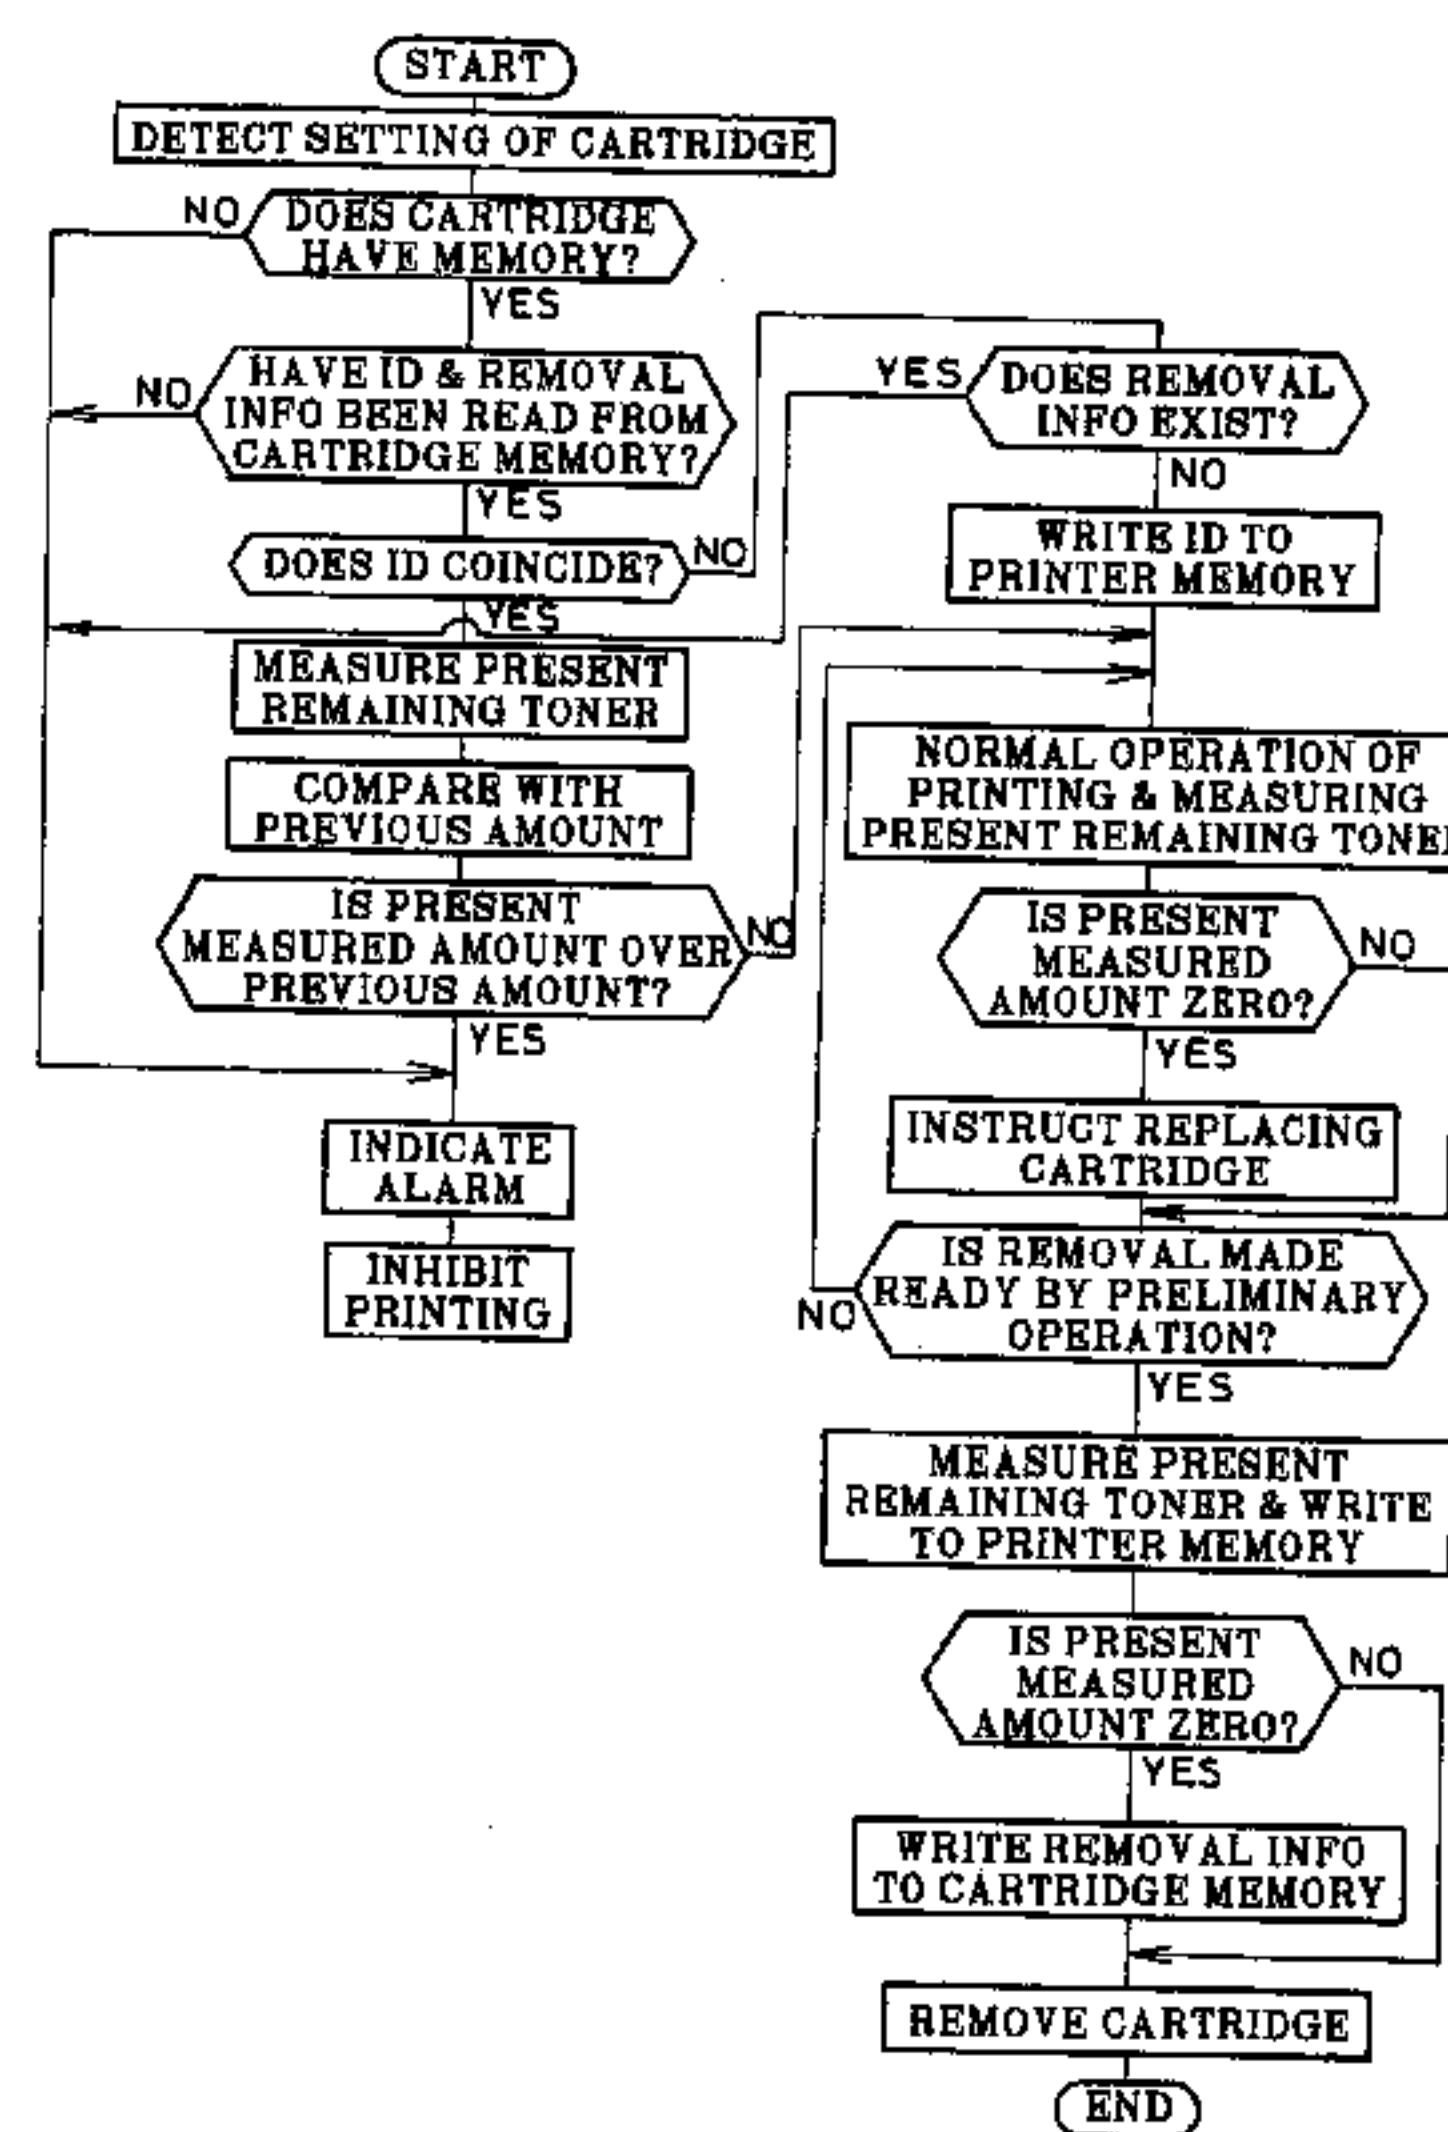 START
DETECT SETTING OF CARTRIDGE
NO
DOES CARTRIDGE
HAVE MEMORY?
YES
NO
HAVE ID & REMOVAL
INFO BEEN READ FROM
CARTRIDGE MEMORY?
YES
DOES ID COINCIDE?
NO
YES
MEASURE PRESENT
REMAINING TONER
COMPARE WITH
PREVIOUS AMOUNT
IS PRESENT
MEASURED AMOUNT OVER
PREVIOUS AMOUNT?
NO
YES
INDICATE
ALARM
INHIBIT
PRINTING
YES
DOES REMOVAL
INFO EXIST?
NO
WRITE ID TO
PRINTER MEMORY
NORMAL OPERATION OF
PRINTING & MEASURING
PRESENT REMAINING TONER
IS PRESENT
MEASURED
AMOUNT ZERO?
NO
YES
INSTRUCT REPLACING
CARTRIDGE
IS REMOVAL MADE
READY BY PRELIMINARY
OPERATION?
NO
YES
MEASURE PRESENT
REMAINING TONER & WRITE
TO PRINTER MEMORY
IS PRESENT
MEASURED
AMOUNT ZERO?
NO
YES
WRITE REMOVAL INFO
TO CARTRIDGE MEMORY
REMOVE CARTRIDGE
END